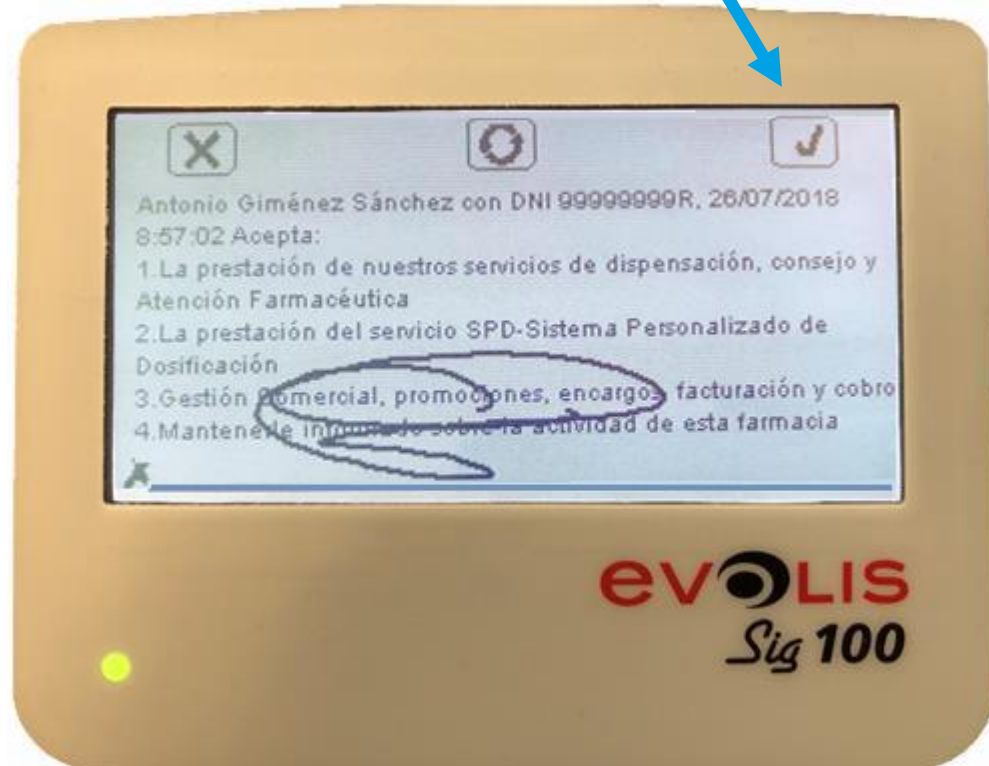 Antonio Giménez Sánchez con DNI 99999999R, 26/07/2018
8:57:02 Acepta:
1.La prestación de nuestros servicios de dispensación, consejo y
Atención Farmacéutica
2.La prestación del servicio SPD-Sistema Personalizado de
Dosificación
3.Gestión Comercial, promociones, encargos, facturación y cobro
4.Mantenerle informado sobre la actividad de esta farmacia
evolis
Sig 100